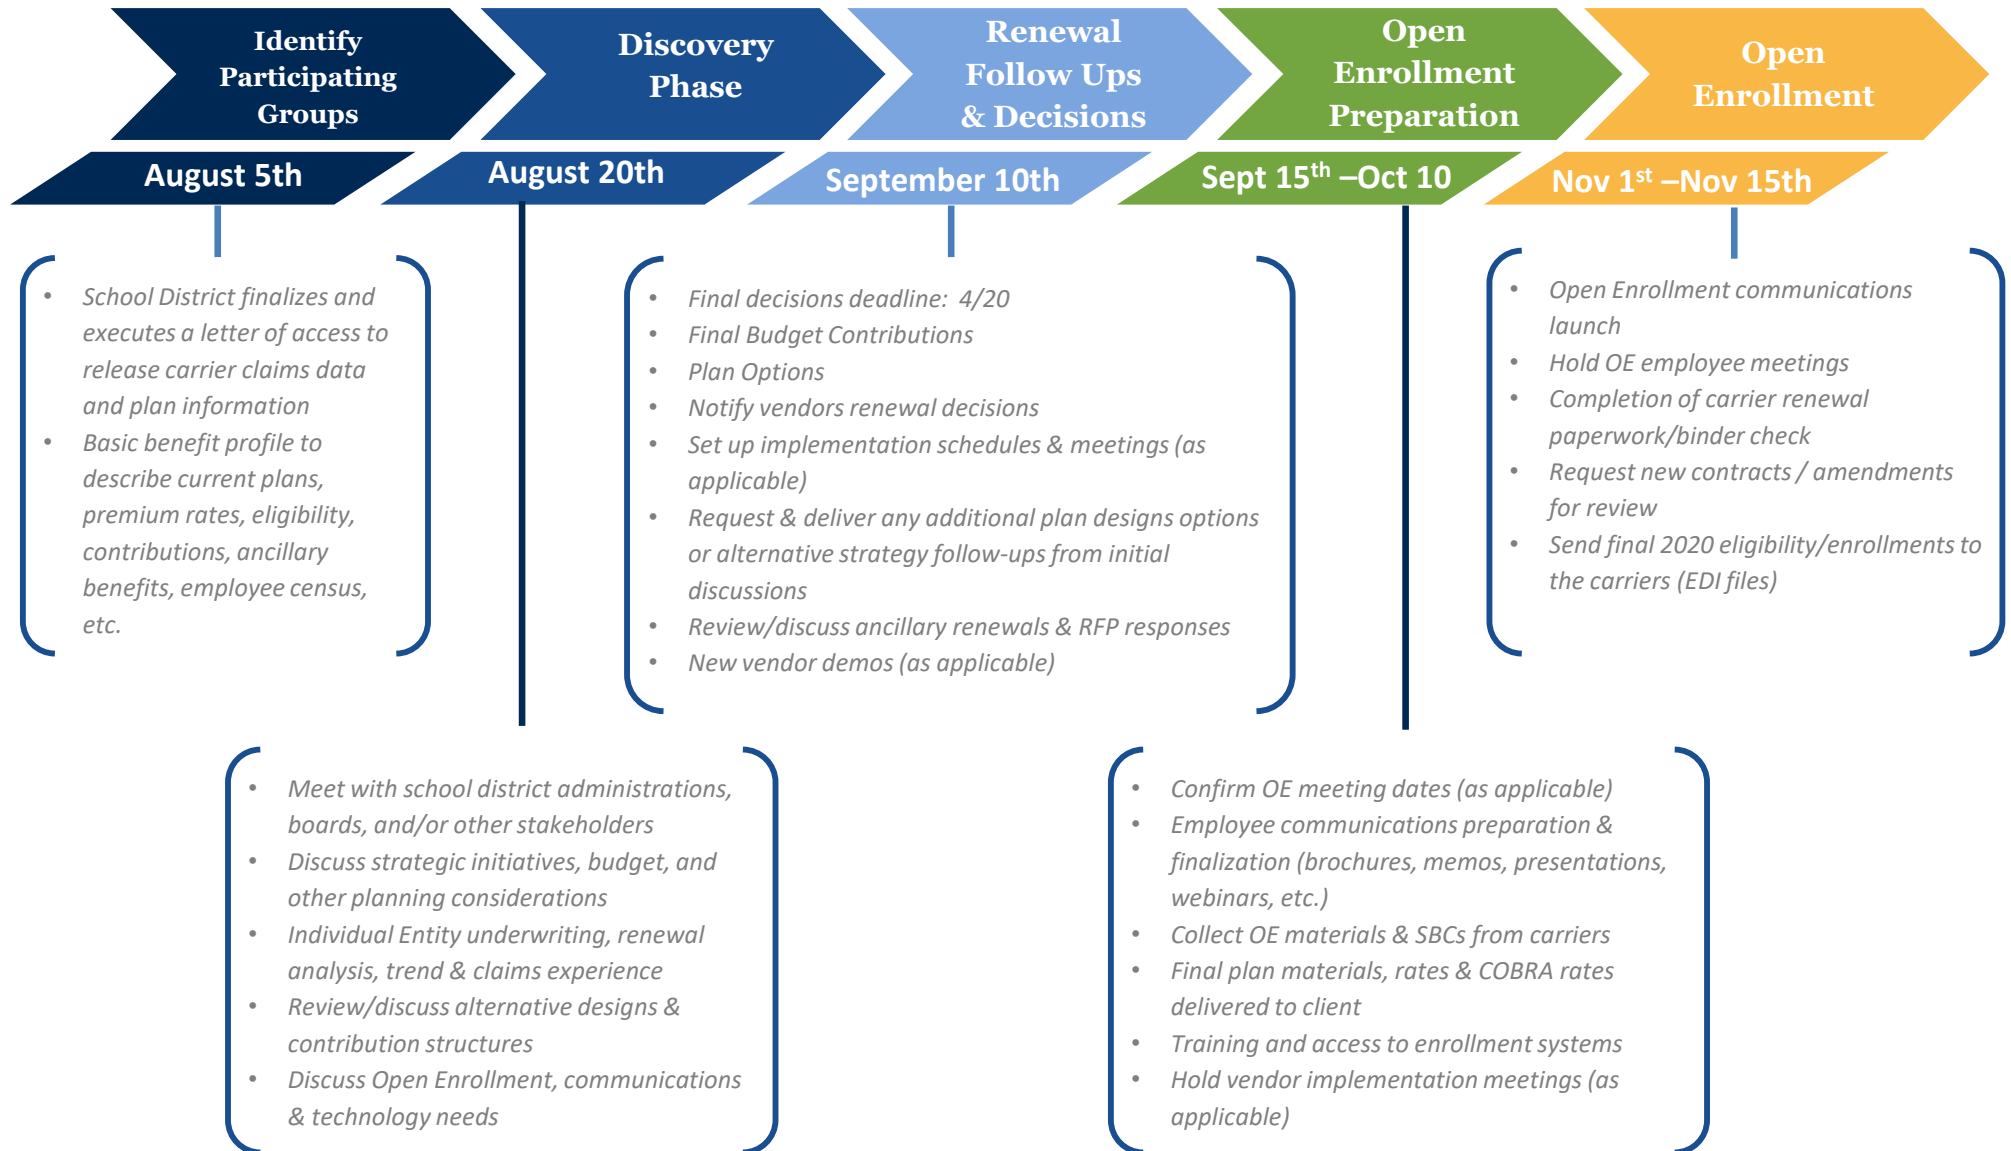 Identify
Participating
Groups
Discovery
Phase
Renewal
Follow Ups
& Decisions
Open
Enrollment
Preparation
Open
Enrollment
August 5th
August 20th
September 10th
Sept 15th –Oct 10
Nov 1st –Nov 15th
• School District finalizes and
executes a letter of access to
release carrier claims data
and plan information
• Basic benefit profile to
describe current plans,
premium rates, eligibility,
contributions, ancillary
benefits, employee census,
etc.
• Final decisions deadline: 4/20
• Final Budget Contributions
• Plan Options
• Notify vendors renewal decisions
• Set up implementation schedules & meetings (as
applicable)
• Request & deliver any additional plan designs options
or alternative strategy follow-ups from initial
discussions
• Review/discuss ancillary renewals & RFP responses
• New vendor demos (as applicable)
• Open Enrollment communications
launch
• Hold OE employee meetings
• Completion of carrier renewal
paperwork/binder check
• Request new contracts / amendments
for review
• Send final 2020 eligibility/enrollments to
the carriers (EDI files)
• Meet with school district administrations,
boards, and/or other stakeholders
• Discuss strategic initiatives, budget, and
other planning considerations
• Individual Entity underwriting, renewal
analysis, trend & claims experience
• Review/discuss alternative designs &
contribution structures
• Discuss Open Enrollment, communications
& technology needs
• Confirm OE meeting dates (as applicable)
• Employee communications preparation &
finalization (brochures, memos, presentations,
webinars, etc.)
• Collect OE materials & SBCs from carriers
• Final plan materials, rates & COBRA rates
delivered to client
• Training and access to enrollment systems
• Hold vendor implementation meetings (as
applicable)